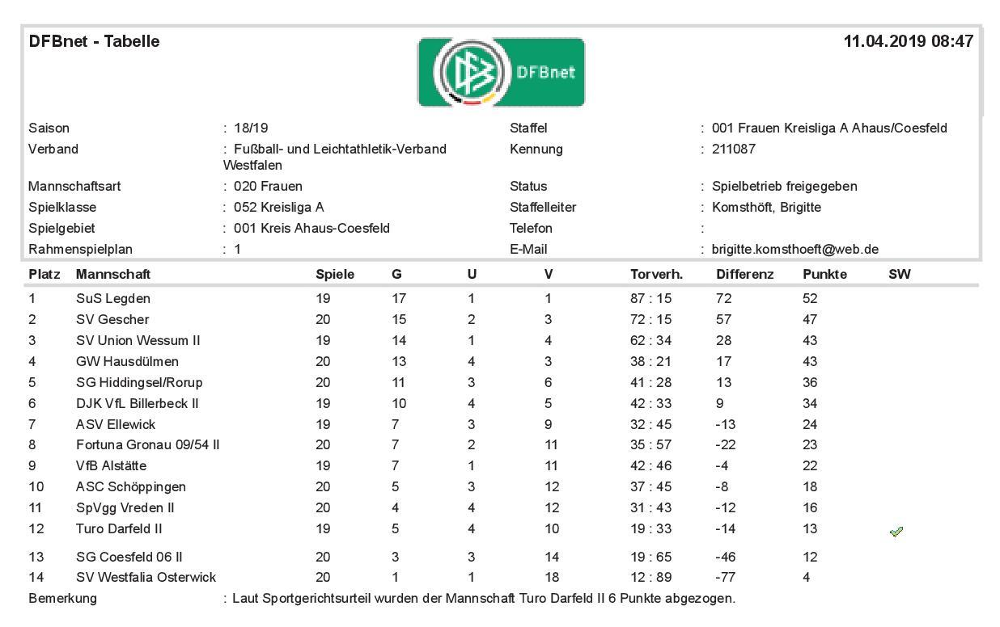 DFBnet - Tabelle 11.04.2019 08:47
DFBnet
Saison : 18/19 Staffel : 001 Frauen Kreisliga A Ahaus/Coesfeld
Verband : Fußball- und Leichtathletik-Verband Kennung : 211087
Westfalen
Mannschaftsart : 020 Frauen Status : Spielbetrieb freigegeben
Spielklasse : 052 Kreisliga A Staffelleiter : Komsthöft, Brigitte
Spielgebiet : 001 Kreis Ahaus-Coesfeld Telefon :
Rahmenspielplan : 1 E-Mail : brigitte.komsthoeft@web.de
Platz Mannschaft Spiele G U V Torverh. Differenz Punkte SW
1 SuS Legden 19 17 1 1 87 : 15 72 52
2 SV Gescher 20 15 2 3 72 : 15 57 47
3 SV Union Wessum II 19 14 1 4 62 : 34 28 43
4 GW Hausdülmen 20 13 4 3 38 : 21 17 43
5 SG Hiddingsel/Rorup 20 11 3 6 41 : 28 13 36
6 DJK VfL Billerbeck II 19 10 4 5 42 : 33 9 34
7 ASV Ellewick 19 7 3 9 32 : 45 -13 24
8 Fortuna Gronau 09/54 II 20 7 2 11 35 : 57 -22 23
9 VfB Alstätte 19 7 1 11 42 : 46 -4 22
10 ASC Schöppingen 20 5 3 12 37 : 45 -8 18
11 SpVgg Vreden II 20 4 4 12 31 : 43 -12 16
12 Turo Darfeld II 19 5 4 10 19 : 33 -14 13
13 SG Coesfeld 06 II 20 3 3 14 19 : 65 -46 12
14 SV Westfalia Osterwick 20 1 1 18 12 : 89 -77 4
Bemerkung : Laut Sportgerichtsurteil wurden der Mannschaft Turo Darfeld II 6 Punkte abgezogen.